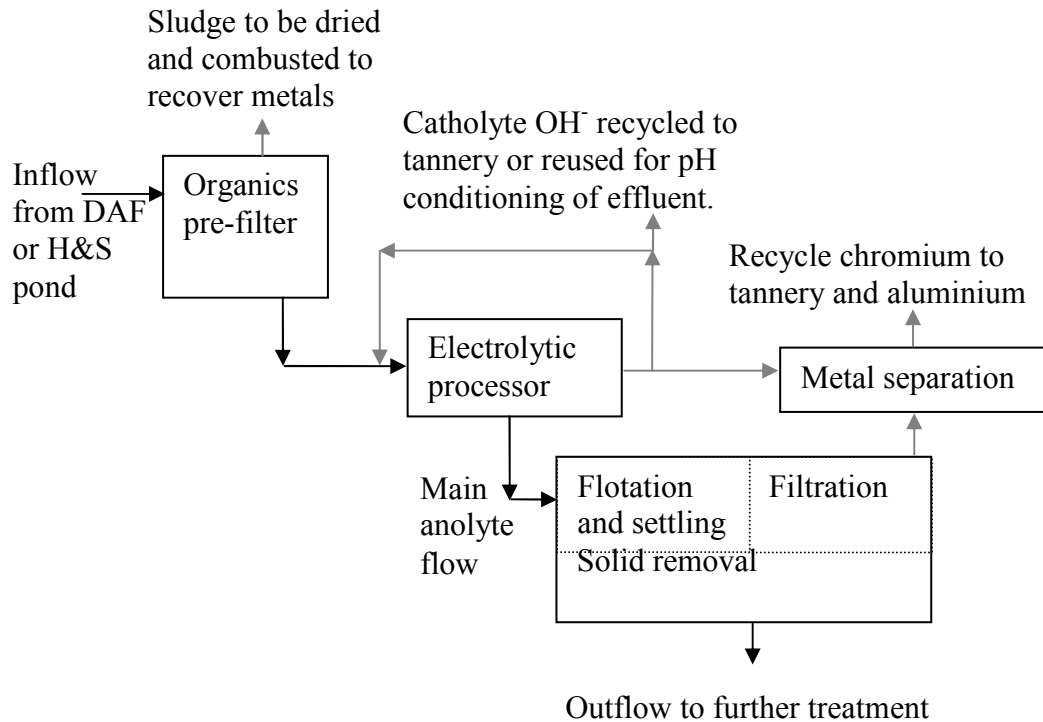 Sludge to be dried
and combusted to
recover metals
Catholyte OH⁻ recycled to
tannery or reused for pH
conditioning of effluent.
Inflow
from DAF
or H&S
pond
Organics
pre-filter
Recycle chromium to
tannery and aluminium
Electrolytic
processor
Metal separation
Main
anolyte
flow
Flotation
and settling
Filtration
Solid removal
Outflow to further treatment